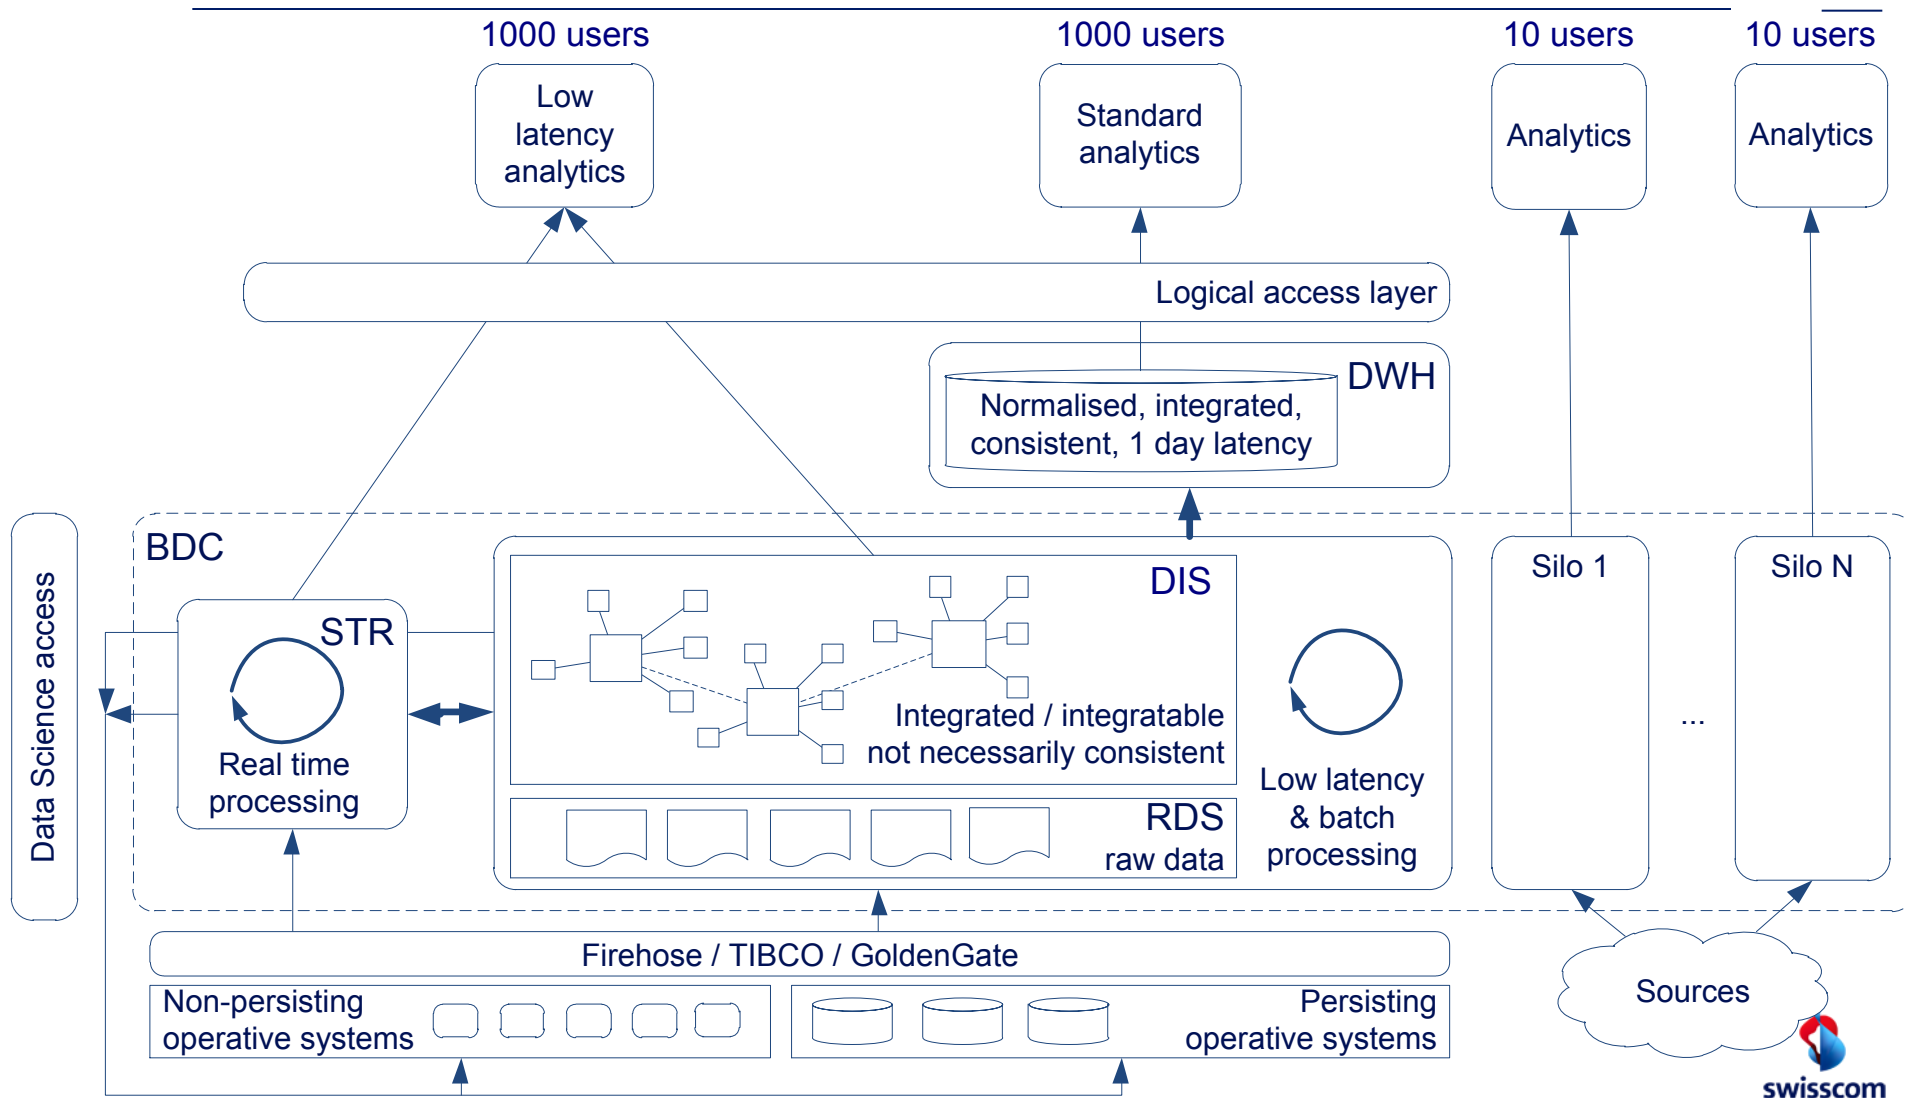 1000 users
1000 users
10 users
10 users
Low
latency
analytics
Standard
analytics
Analytics
Analytics
Logical access layer
DWH
Normalised, integrated,
consistent, 1 day latency
Data Science access
BDC
STR
Real time
processing
DIS
Integrated / integratable
not necessarily consistent
RDS
raw data
Low latency
& batch
processing
Silo 1
...
Silo N
Firehose / TIBCO / GoldenGate
Non-persisting
operative systems
Persisting
operative systems
Sources
swisscom